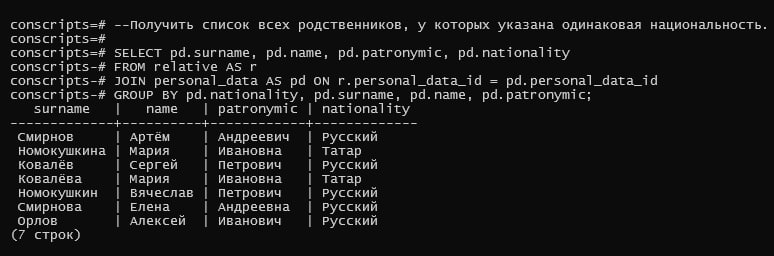 conscripts=# --Получить список всех родственников, у которых указана одинаковая национальность.
conscripts=#
conscripts=# SELECT pd.surname, pd.name, pd.patronymic, pd.nationality
conscripts-# FROM relative AS r
conscripts-# JOIN personal_data AS pd ON r.personal_data_id = pd.personal_data_id
conscripts-# GROUP BY pd.nationality, pd.surname, pd.name, pd.patronymic;
   surname   |   name   | patronymic | nationality
-------------+----------+------------+-------------
 Смирнов     | Артём    | Андреевич  | Русский
 Номокушкина | Мария    | Ивановна   | Татар
 Ковалёв     | Сергей   | Петрович   | Русский
 Ковалёва    | Мария    | Ивановна   | Татар
 Номокушкин  | Вячеслав | Петрович   | Русский
 Смирнова    | Елена    | Андреевна  | Русский
 Орлов       | Алексей  | Иванович   | Русский
(7 строк)